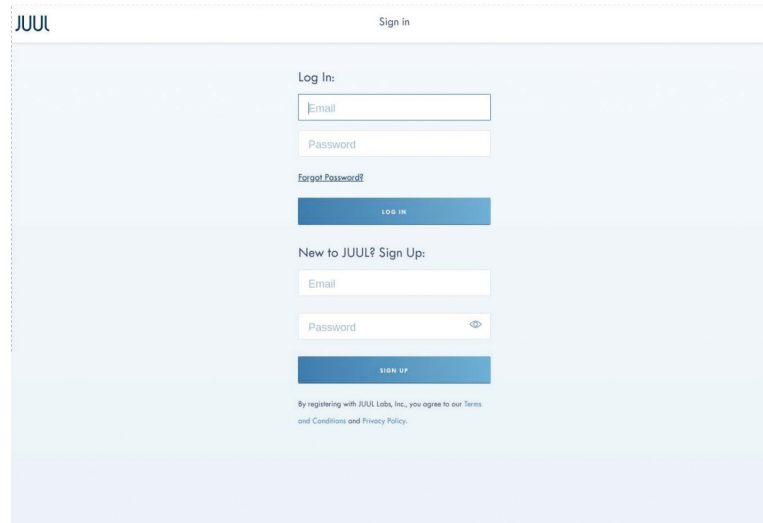 JUUL
Sign in
Log In:
Email
Password
Forgot Password?
LOG IN
New to JUUL? Sign Up:
Email
Password
SIGN UP
By registering with JUUL Labs, Inc., you agree to our Terms
and Conditions and Privacy Policy.